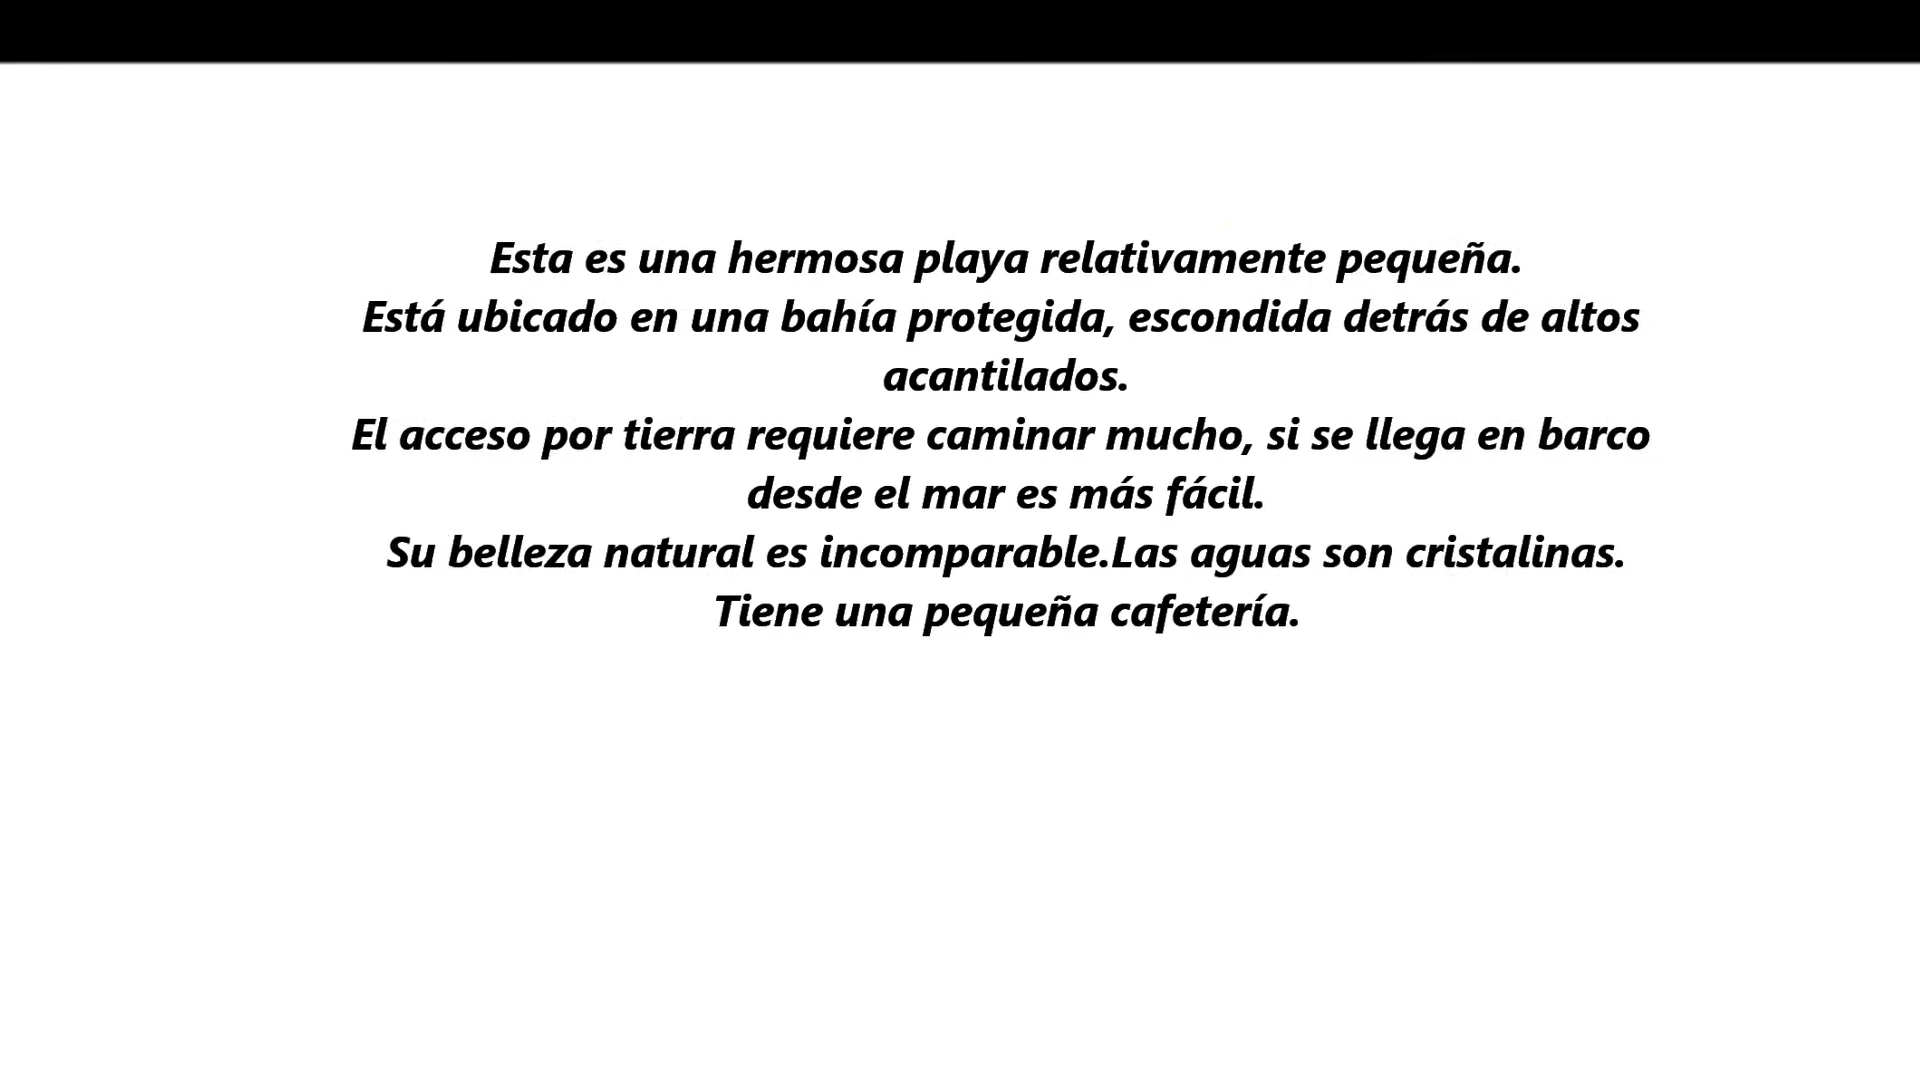 Esta es una hermosa playa relativamente pequeña.
Está ubicado en una bahía protegida, escondida detrás de altos
acantilados.
El acceso por tierra requiere caminar mucho, si se llega en barco
desde el mar es más fácil.
Su belleza natural es incomparable.Las aguas son cristalinas.
Tiene una pequeña cafetería.